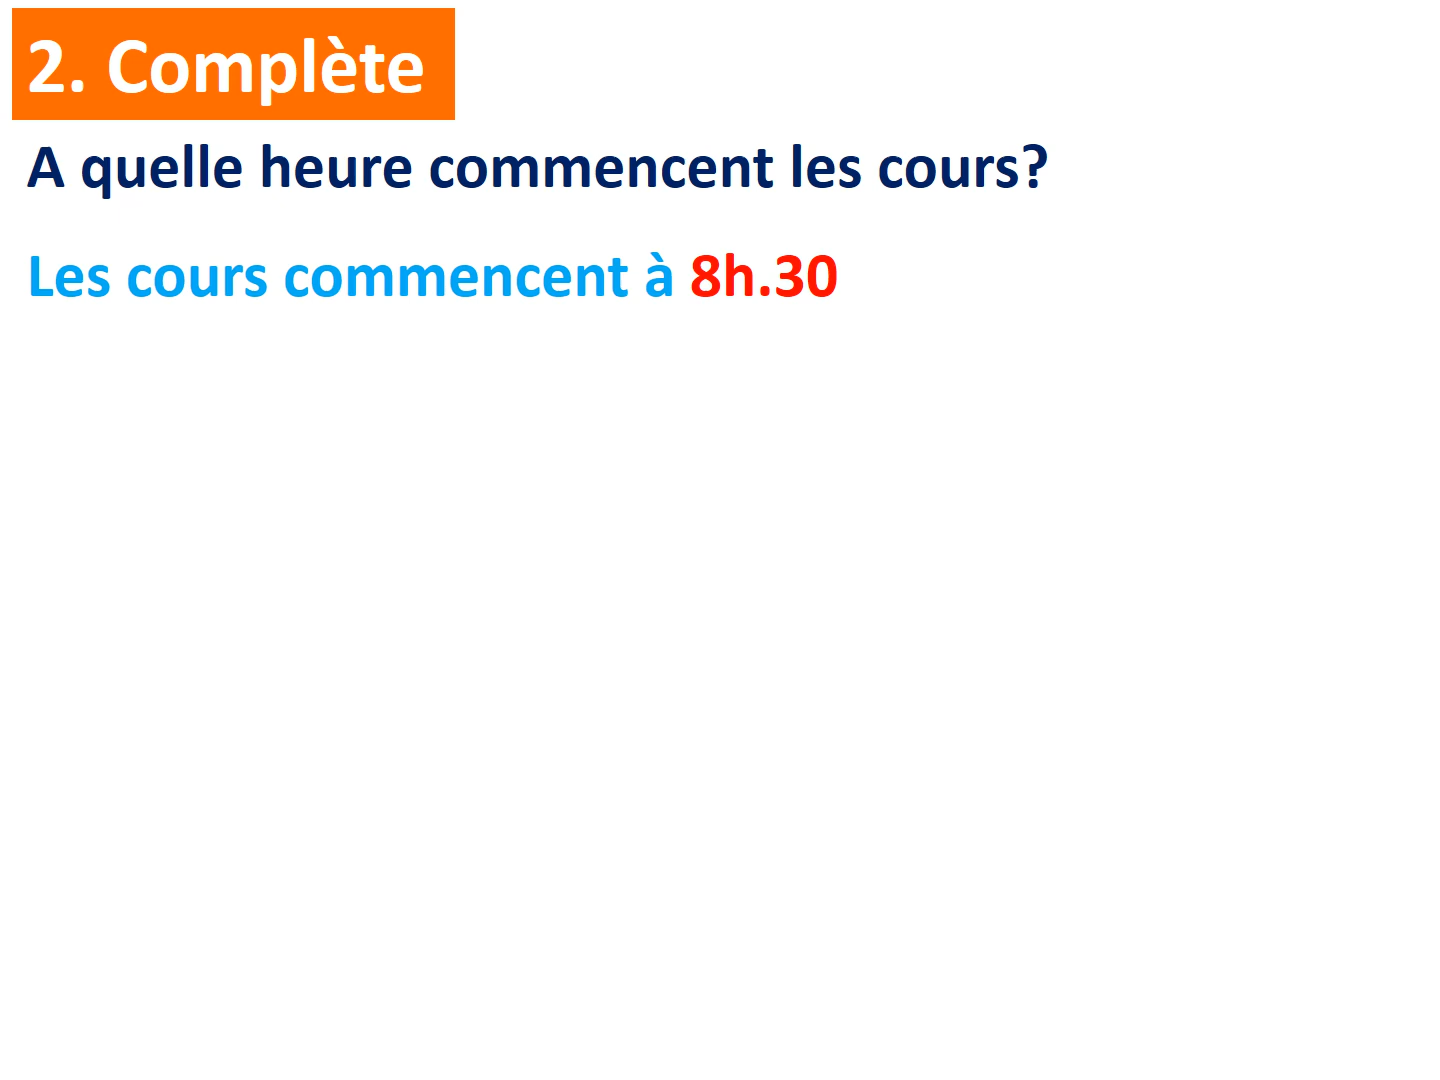 2. Complète
A quelle heure commencent les cours?
Les cours commencent à 8h.30